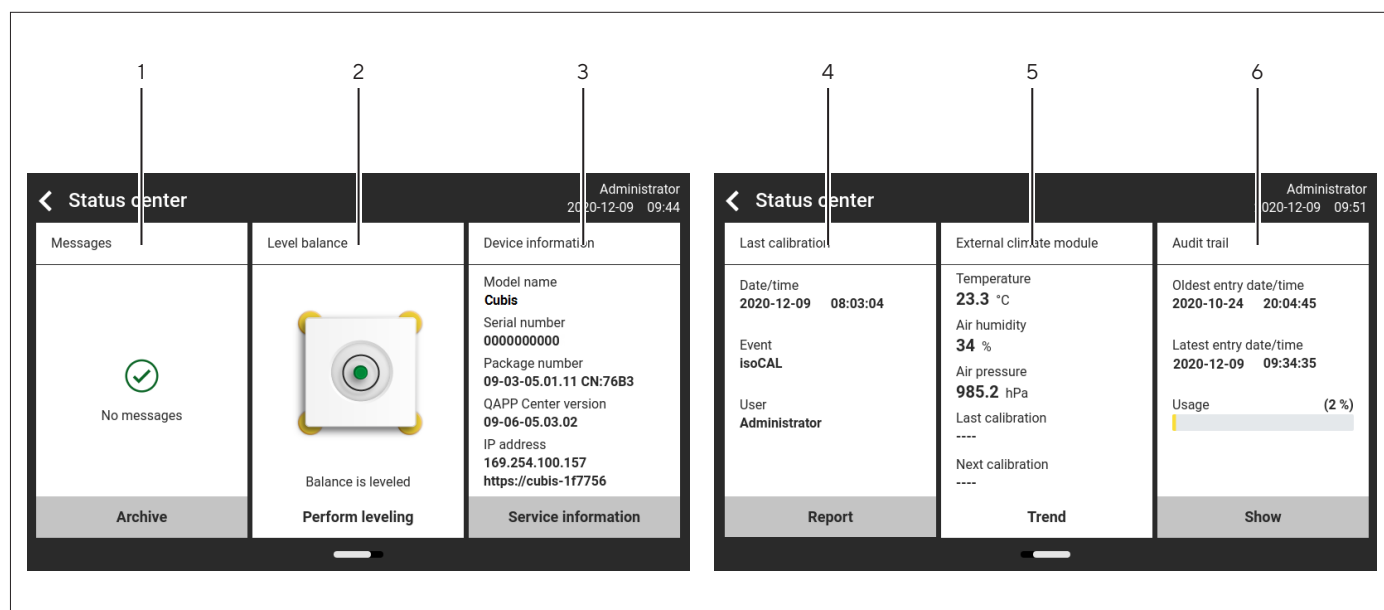 1 2 3 4 5 6
Status center
Administrator
2020-12-09 09:44
Messages
No messages
Archive
Level balance
Balance is leveled
Perform leveling
Device information
Model name
Cubis
Serial number
0000000000
Package number
09-03-05.01.11 CN:76B3
QAPP Center version
09-06-05.03.02
IP address
169.254.100.157
https://cubis-1f7756
Service information
Status center
Administrator
2020-12-09 09:51
Last calibration
Date/time
2020-12-09 08:03:04
Event
isoCAL
User
Administrator
Report
External climate module
Temperature
23.3 °C
Air humidity
34 %
Air pressure
985.2 hPa
Last calibration
----
Next calibration
----
Trend
Audit trail
Oldest entry date/time
2020-10-24 20:04:45
Latest entry date/time
2020-12-09 09:34:35
Usage (2 %)
Show